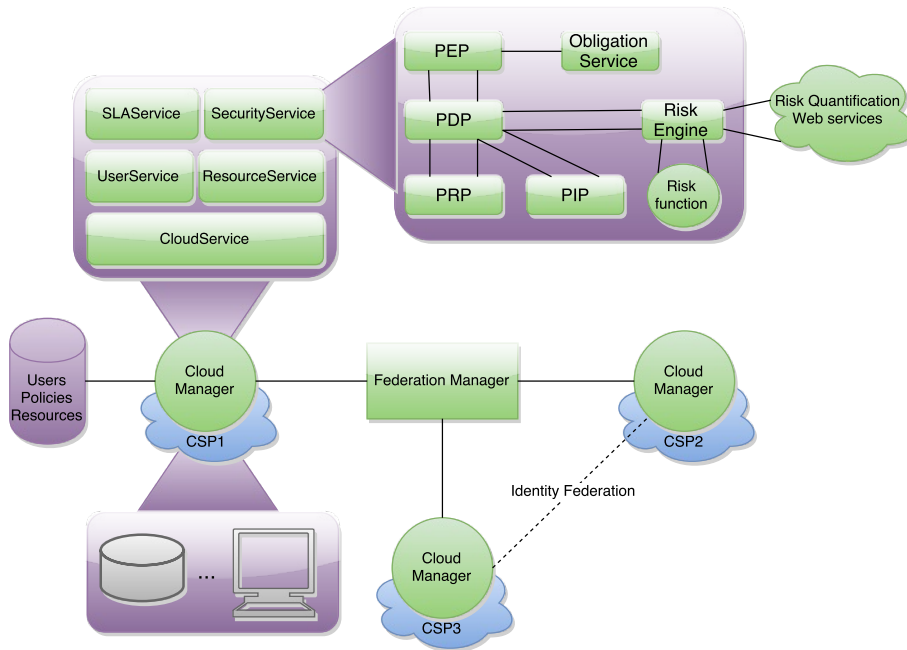 PEP
Obligation
Service
SLAService
SecurityService
PDP
Risk
Engine
Risk Quantification
Web services
UserService
ResourceService
PRP
PIP
Risk
function
CloudService
Users
Policies
Resources
Cloud
Manager
CSP1
Federation Manager
Cloud
Manager
CSP2
Identity Federation
...
Cloud
Manager
CSP3